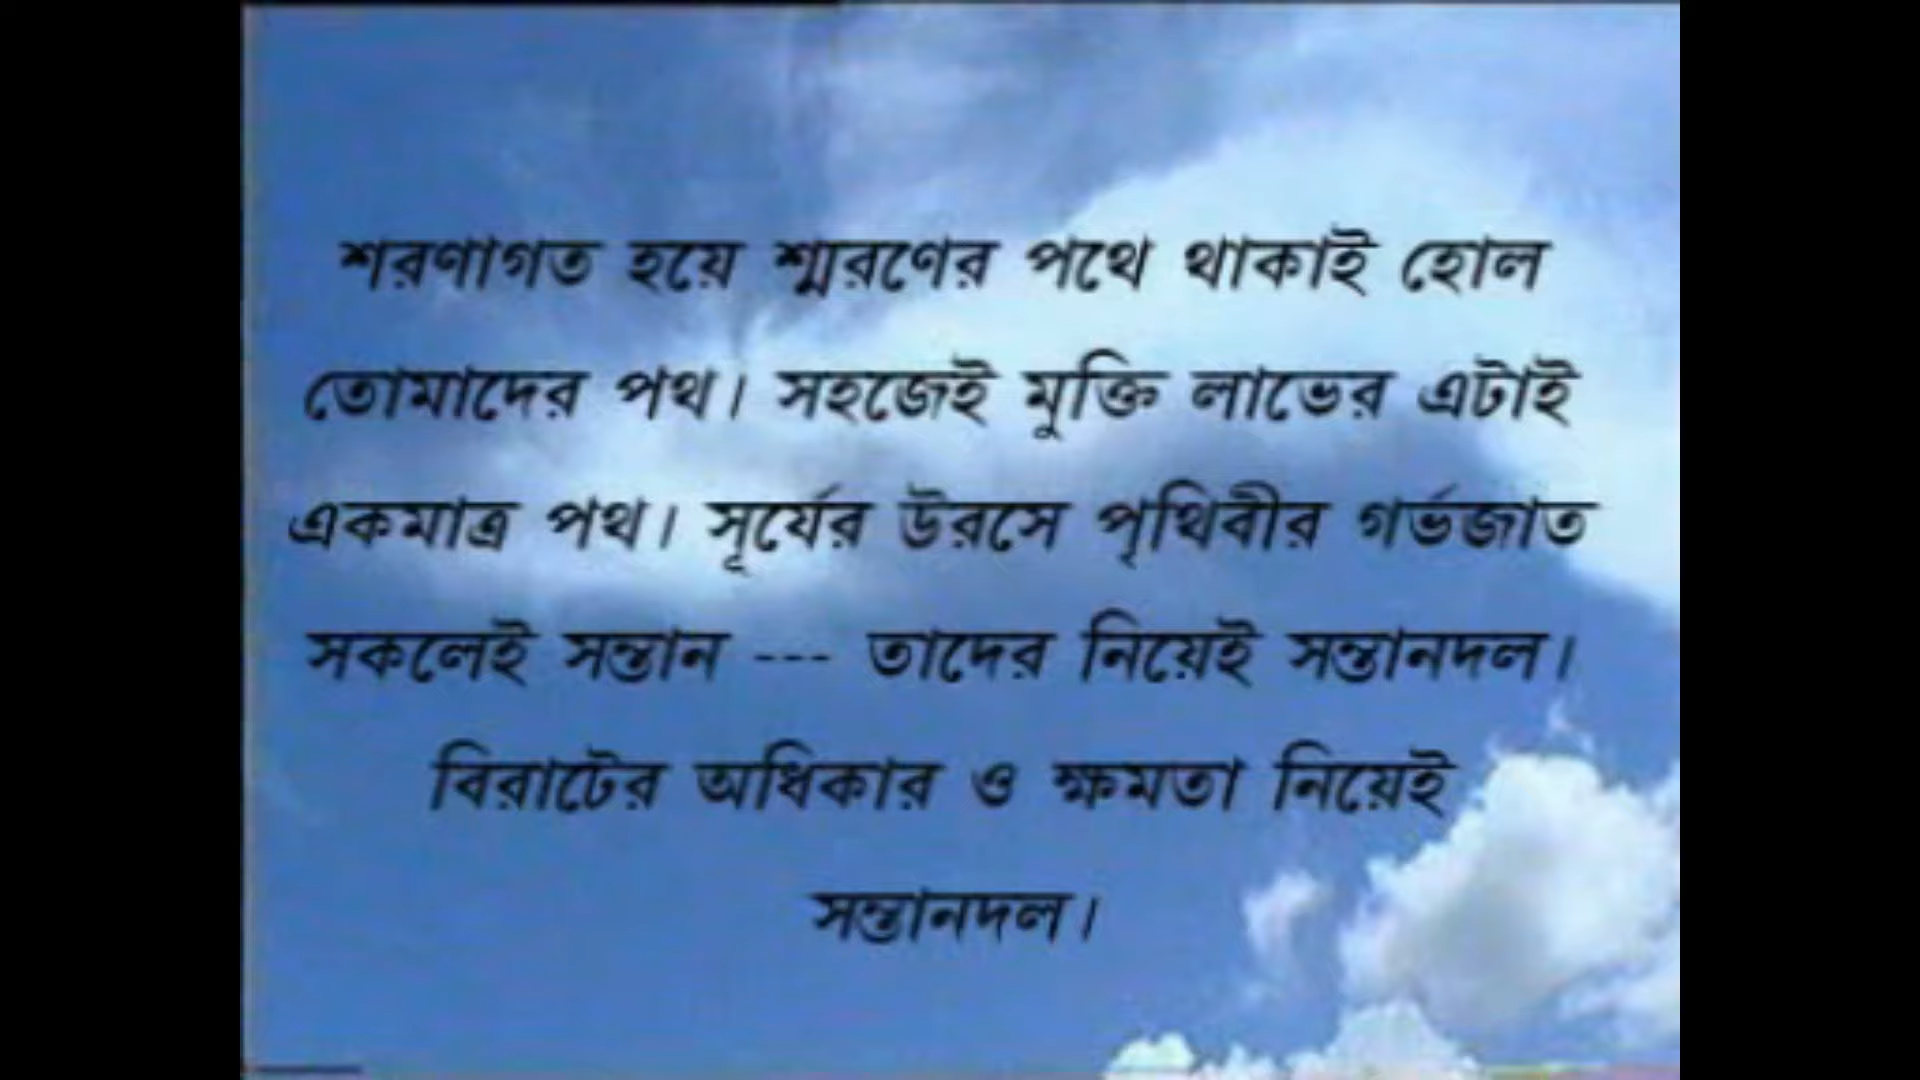 শরণাগত হয়ে শ্মরণের পথে থাকাই হোল
তোমাদের পথ। সহজেই মুক্তি লাভের এটাই
একমাত্র পথ। সূর্যের উরসে পৃথিবীর গর্ভজাত
সকলেই সন্তান --- তাদের নিয়েই সন্তানদল।
বিরাটের অধিকার ও ক্ষমতা নিয়েই
সন্তানদল।